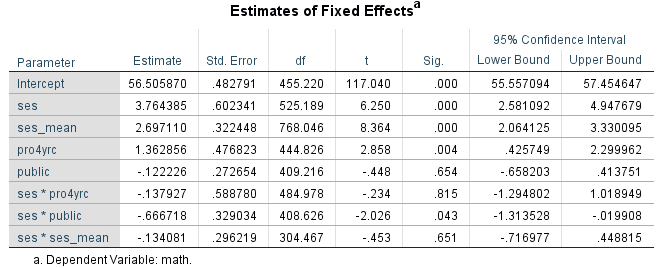 Estimates of Fixed Effectsa
95% Confidence Interval
Parameter Estimate Std. Error df t Sig. Lower Bound Upper Bound
Intercept 56.505870 .482791 455.220 117.040 .000 55.557094 57.454647
ses 3.764385 .602341 525.189 6.250 .000 2.581092 4.947679
ses_mean 2.697110 .322448 768.046 8.364 .000 2.064125 3.330095
pro4yrc 1.362856 .476823 444.826 2.858 .004 .425749 2.299962
public -.122226 .272654 409.216 -.448 .654 -.658203 .413751
ses * pro4yrc -.137927 .588780 484.978 -.234 .815 -1.294802 1.018949
ses * public -.666718 .329034 408.626 -2.026 .043 -1.313528 -.019908
ses * ses_mean -.134081 .296219 304.467 -.453 .651 -.716977 .448815
a. Dependent Variable: math.